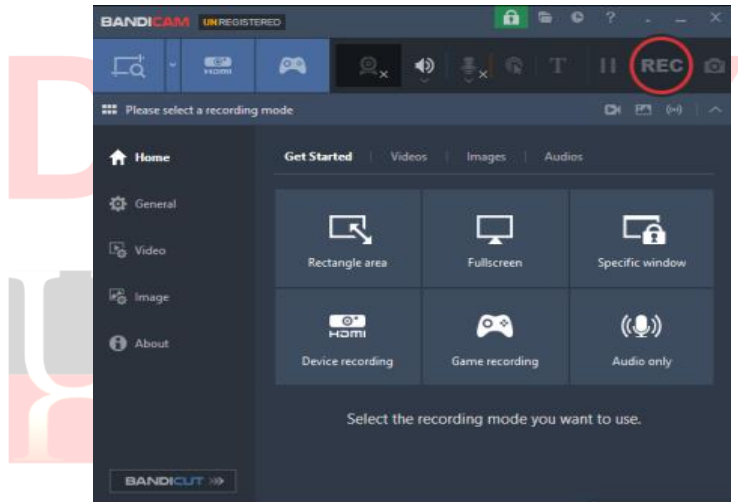 BANDICAM UNREGISTERED
?
HDMI
T
REC
Please select a recording mode
Home
Get Started
Videos
Images
Audios
General
Video
Image
About
Rectangle area
Fullscreen
Specific window
HDMI
Device recording
Game recording
Audio only
Select the recording mode you want to use.
BANDICUT